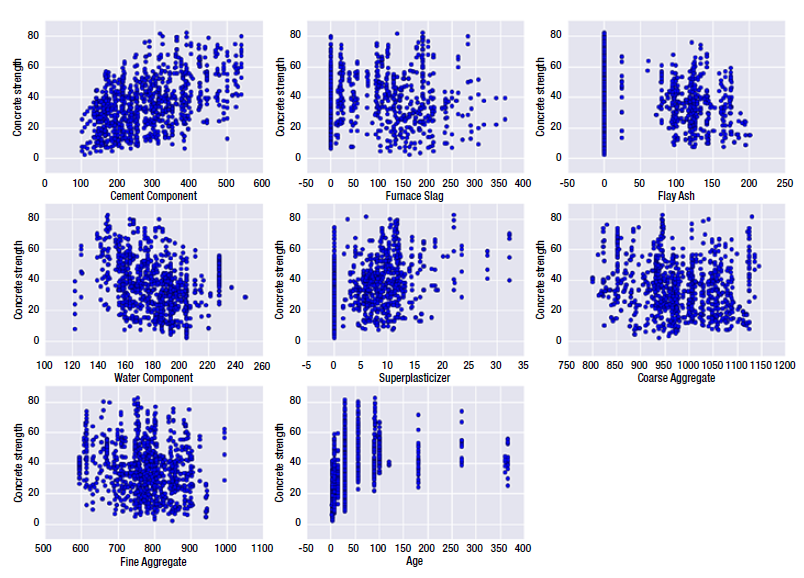 Concrete strength
80
60
40
20
0
0 100 200 300 400 500 600
Cement Component
Concrete strength
80
60
40
20
0
-50 0 50 100 150 200 250 300 350 400
Furnace Slag
Concrete strength
80
60
40
20
0
-50 0 50 100 150 200 250
Flay Ash
Concrete strength
80
60
40
20
0
100 120 140 160 180 200 220 240 260
Water Component
Concrete strength
80
60
40
20
0
-5 0 5 10 15 20 25 30 35
Superplasticizer
Concrete strength
80
60
40
20
0
750 800 850 900 950 1000 1050 1100 1150 1200
Coarse Aggregate
Concrete strength
80
60
40
20
0
500 600 700 800 900 1000 1100
Fine Aggregate
Concrete strength
80
60
40
20
0
-50 0 50 100 150 200 250 300 350 400
Age